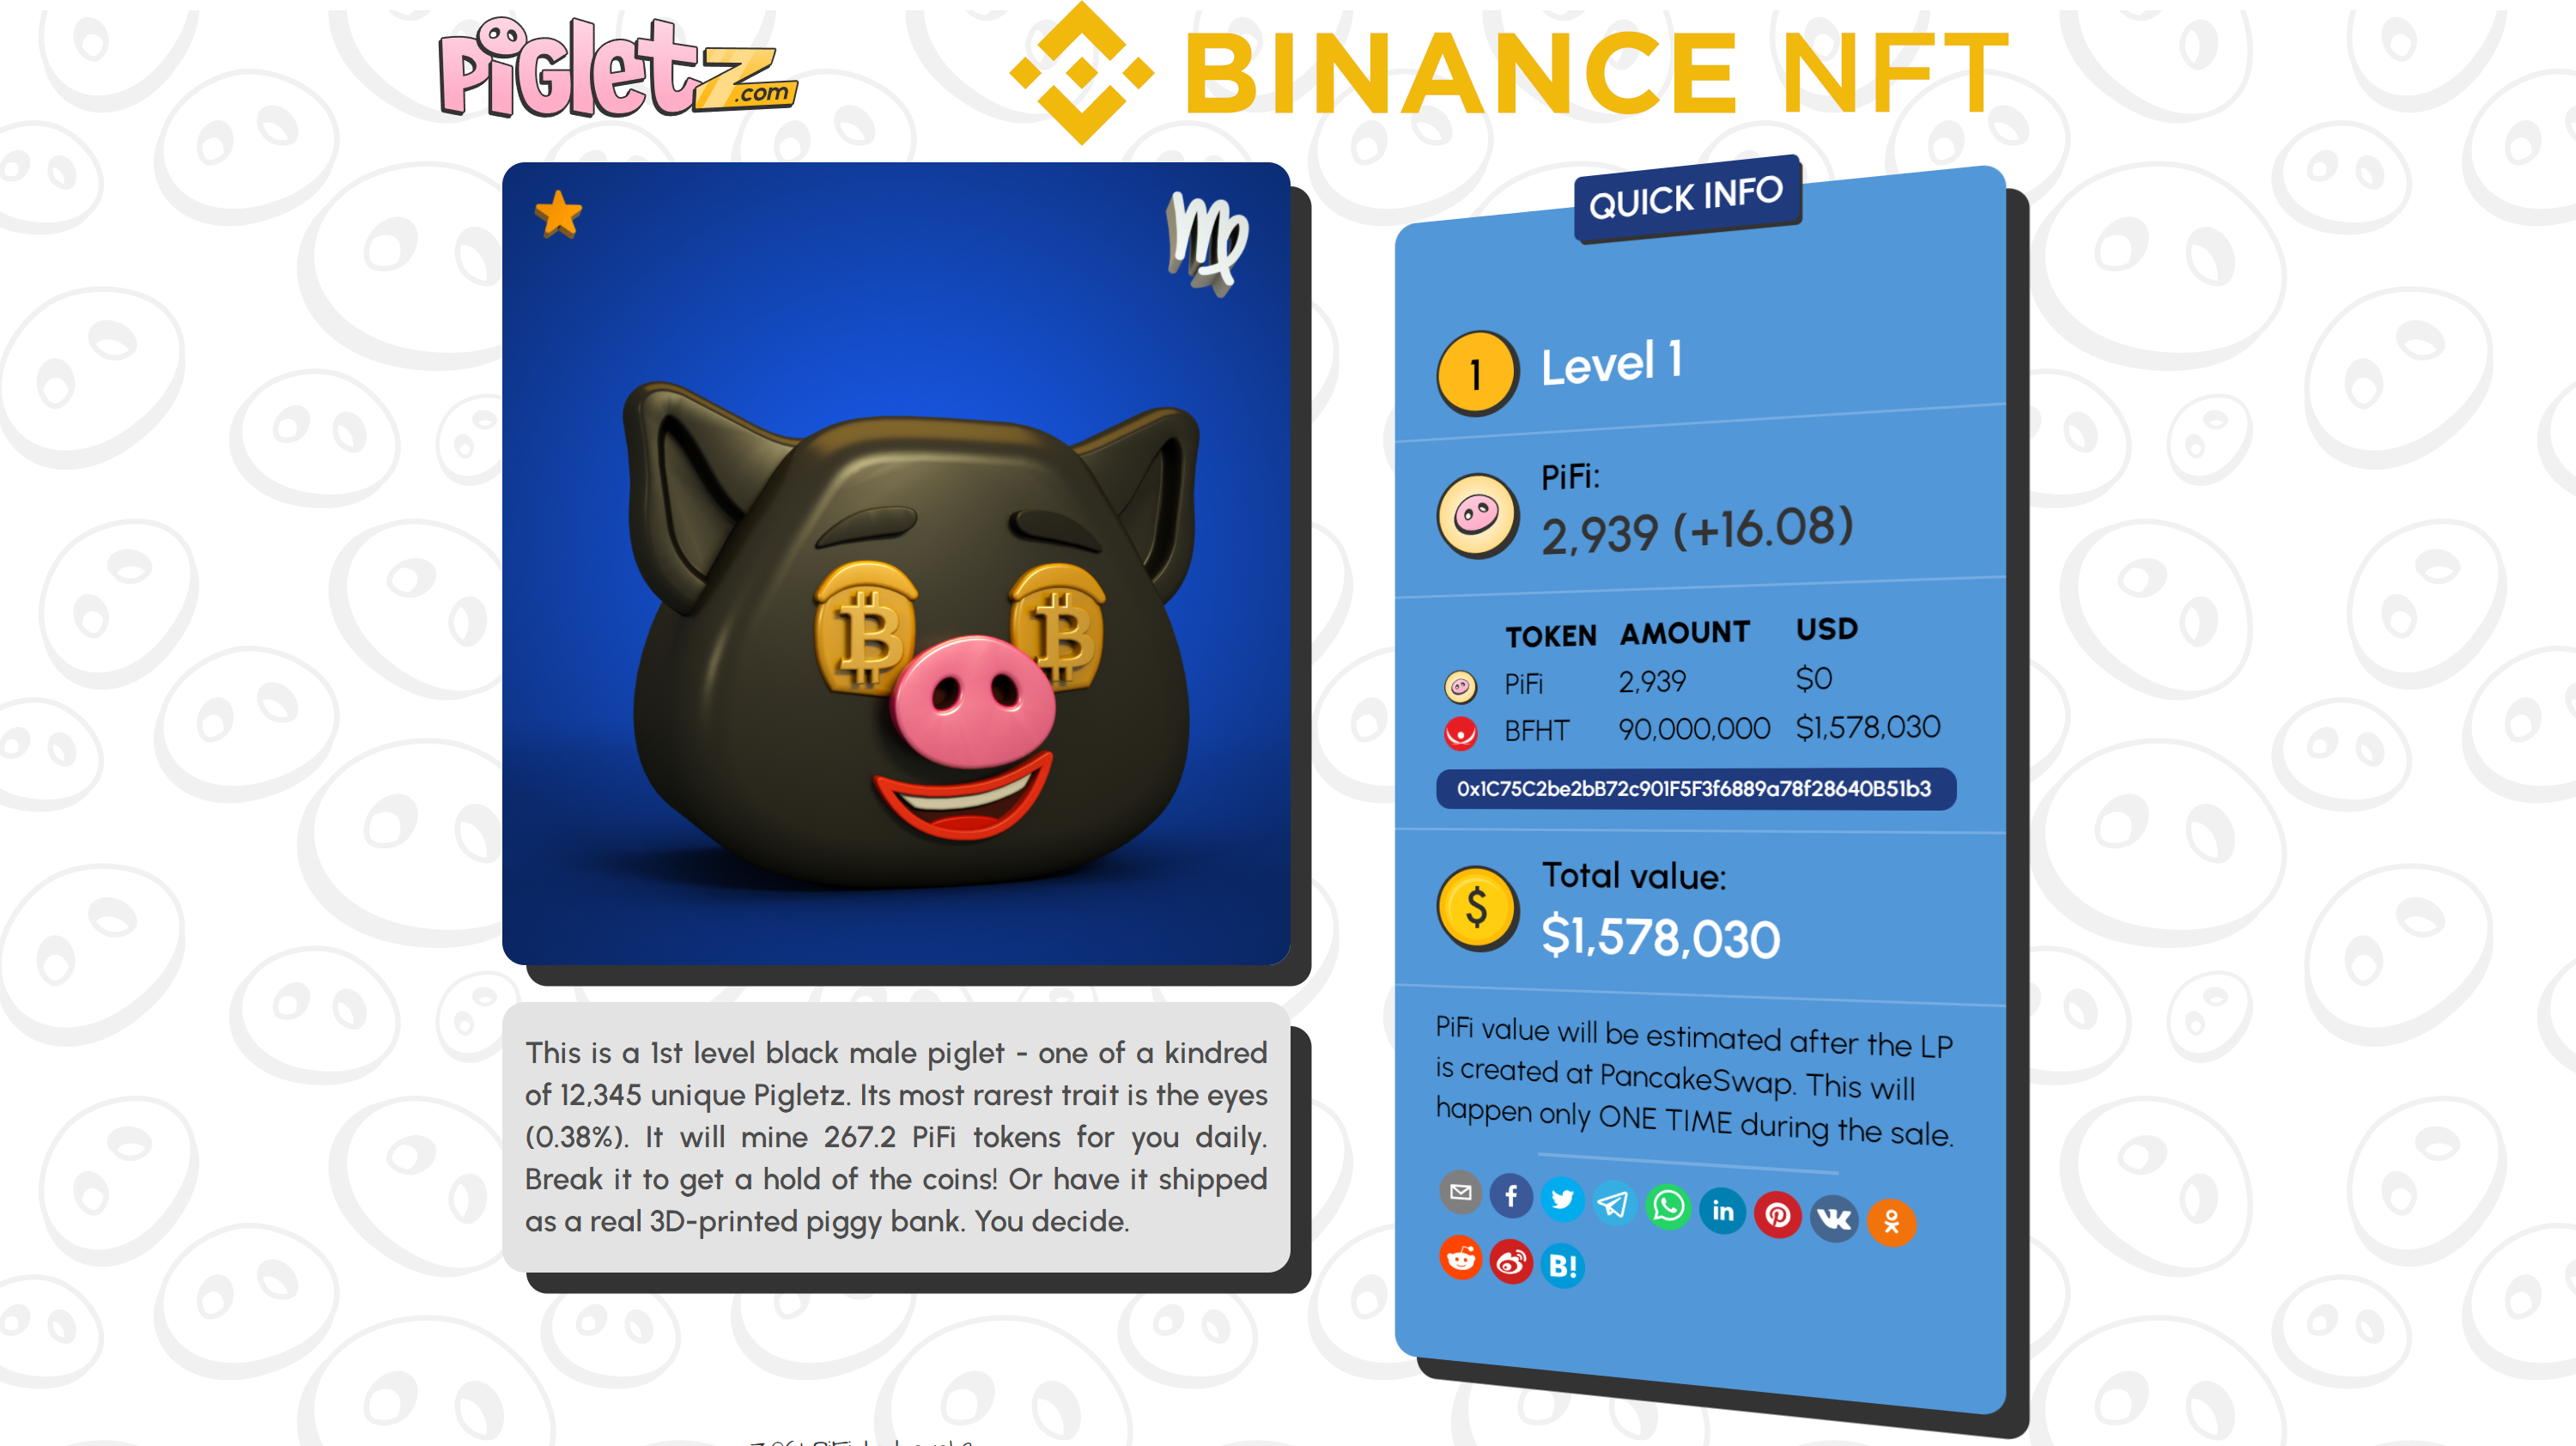 PiGletz.com
BINANCE NFT
QUICK INFO
1 Level 1
PiFi:
2,939 (+16.08)
TOKEN AMOUNT USD
PiFi 2,939 $0
BFHT 90,000,000 $1,578,030
0x1C75C2be2bB72c901F5F3f6889a78f28640B51b3
$ Total value:
$1,578,030
PiFi value will be estimated after the LP
is created at PancakeSwap. This will
happen only ONE TIME during the sale.
This is a 1st level black male piglet - one of a kindred
of 12,345 unique Pigletz. Its most rarest trait is the eyes
(0.38%). It will mine 267.2 PiFi tokens for you daily.
Break it to get a hold of the coins! Or have it shipped
as a real 3D-printed piggy bank. You decide.